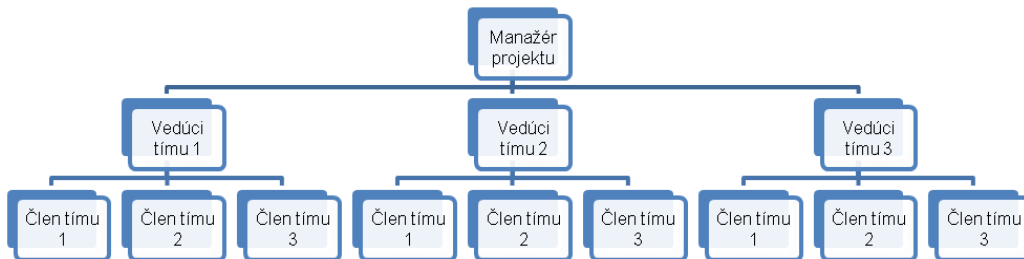 Manažér
projektu
Vedúci
tímu 1
Vedúci
tímu 2
Vedúci
tímu 3
Člen tímu
1
Člen tímu
2
Člen tímu
3
Člen tímu
1
Člen tímu
2
Člen tímu
3
Člen tímu
1
Člen tímu
2
Člen tímu
3